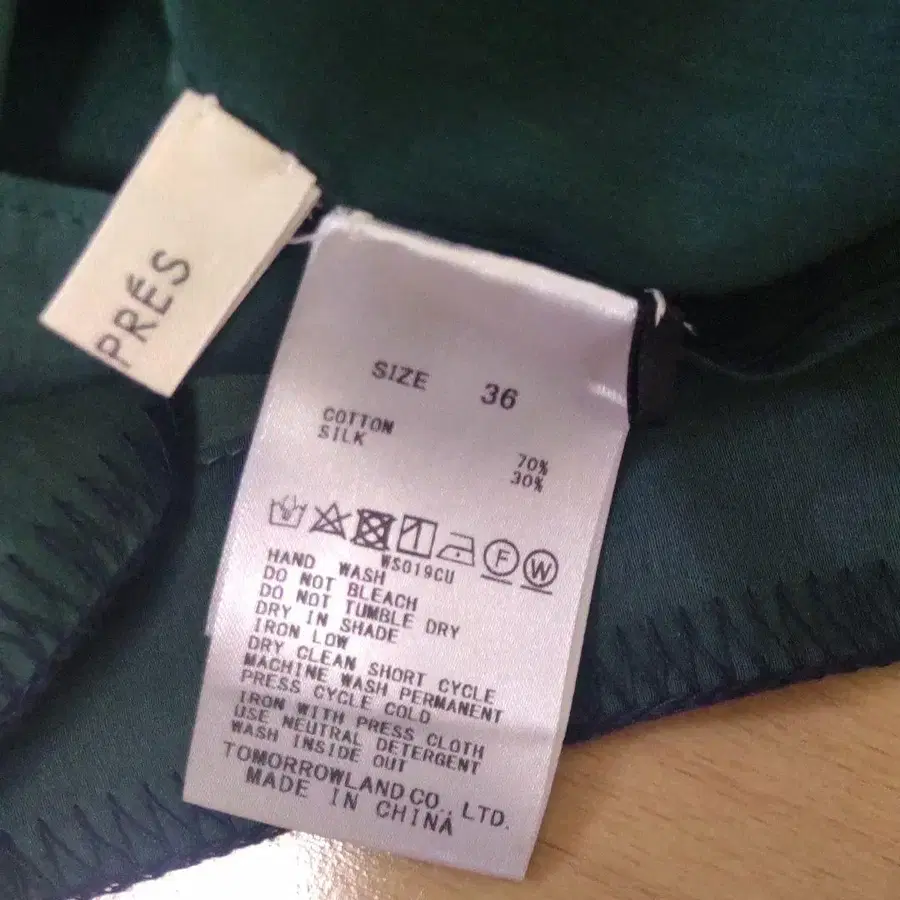 PRÉS
SIZE 36
COTTON 70%
SILK 30%
F W
WS019CU
HAND WASH
DO NOT BLEACH
DO NOT TUMBLE DRY
DRY IN SHADE
IRON LOW
DRY CLEAN SHORT CYCLE
MACHINE WASH PERMANENT
PRESS CYCLE COLD
IRON WITH PRESS CLOTH
USE NEUTRAL DETERGENT
WASH INSIDE OUT
TOMORROWLAND CO., LTD.
MADE IN CHINA